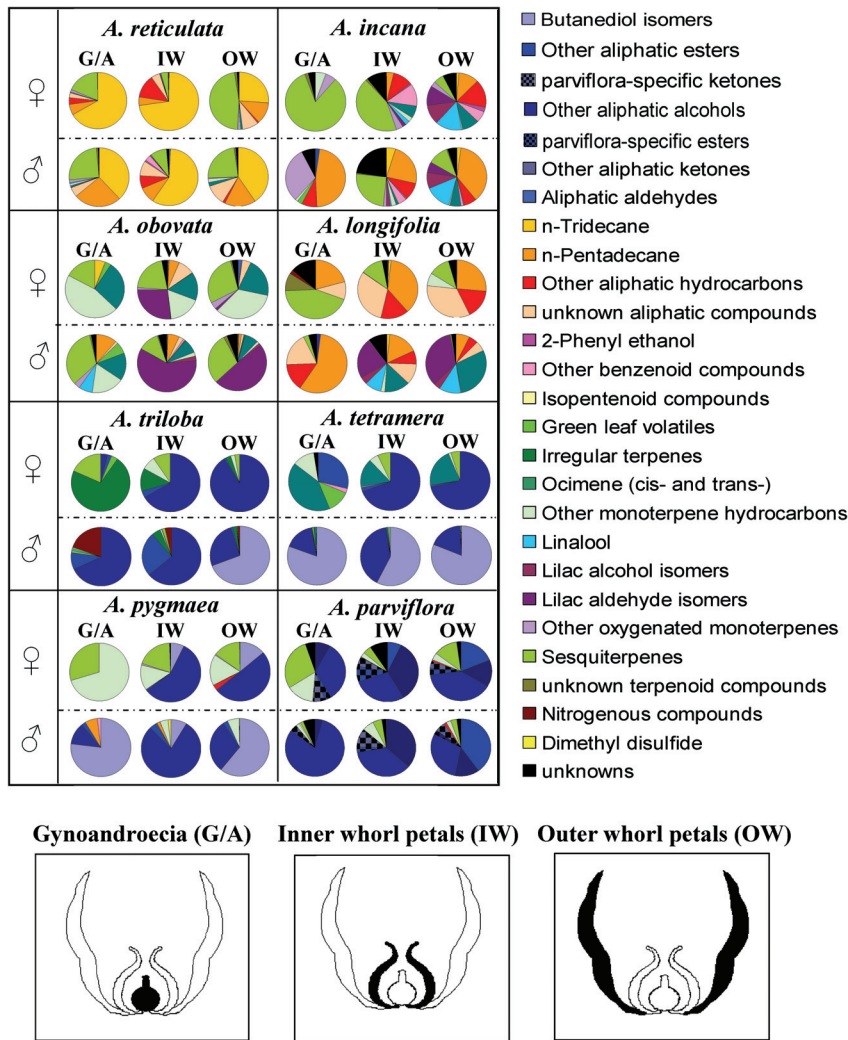 A. reticulata
A. incana
G/A IW OW
G/A IW OW
♀
♂
A. obovata
A. longifolia
G/A IW OW
G/A IW OW
♀
♂
A. triloba
A. tetramera
G/A IW OW
G/A IW OW
♀
♂
A. pygmaea
A. parviflora
G/A IW OW
G/A IW OW
♀
♂
Butanediol isomers
Other aliphatic esters
parviflora-specific ketones
Other aliphatic alcohols
parviflora-specific esters
Other aliphatic ketones
Aliphatic aldehydes
n-Tridecane
n-Pentadecane
Other aliphatic hydrocarbons
unknown aliphatic compounds
2-Phenyl ethanol
Other benzenoid compounds
Isopentenoid compounds
Green leaf volatiles
Irregular terpenes
Ocimene (cis- and trans-)
Other monoterpene hydrocarbons
Linalool
Lilac alcohol isomers
Lilac aldehyde isomers
Other oxygenated monoterpenes
Sesquiterpenes
unknown terpenoid compounds
Nitrogenous compounds
Dimethyl disulfide
unknowns
Gynoandroecia (G/A)
Inner whorl petals (IW)
Outer whorl petals (OW)